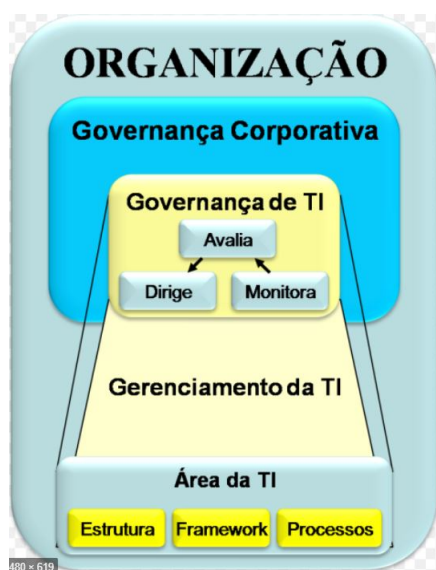 ORGANIZAÇÃO
Governança Corporativa
Governança de TI
Avalia
Dirige
Monitora
Gerenciamento da TI
Área da TI
Estrutura
Framework
Processos
480 × 619